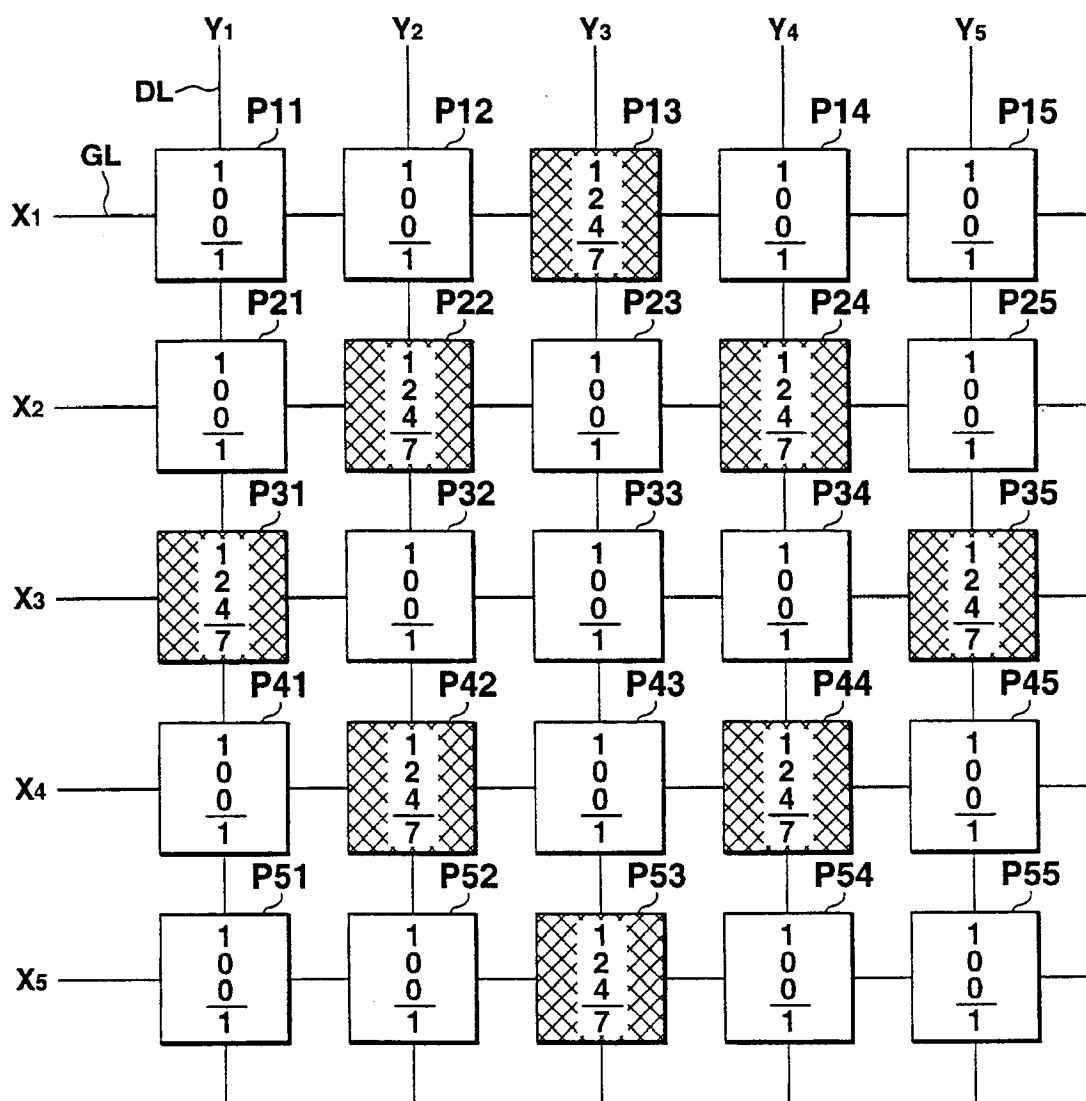 Y1 Y2 Y3 Y4 Y5
DL
P11 P12 P13 P14 P15
GL
X1
1 1 1 1 1
0 0 2 0 0
0 0 4 0 0
1 1 7 1 1
P21 P22 P23 P24 P25
X2
1 1 1 1 1
0 2 0 2 0
0 4 0 4 0
1 7 1 7 1
P31 P32 P33 P34 P35
X3
1 1 1 1 1
2 0 0 0 2
4 0 0 0 4
7 1 1 1 7
P41 P42 P43 P44 P45
X4
1 1 1 1 1
0 2 0 2 0
0 4 0 4 0
1 7 1 7 1
P51 P52 P53 P54 P55
X5
1 1 1 1 1
0 0 2 0 0
0 0 4 0 0
1 1 7 1 1